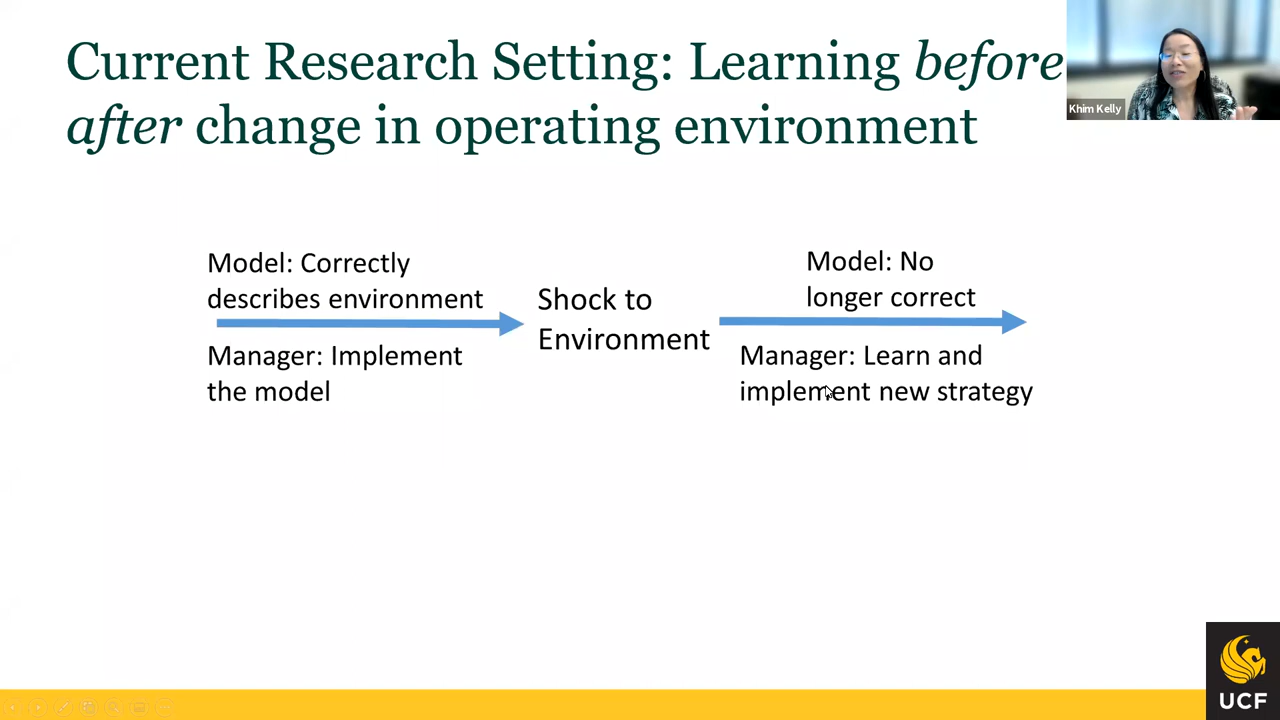 Current Research Setting: Learning before
after change in operating environment
Khim Kelly
Model: Correctly
describes environment
Manager: Implement
the model
Shock to
Environment
Model: No
longer correct
Manager: Learn and
implement new strategy
UCF